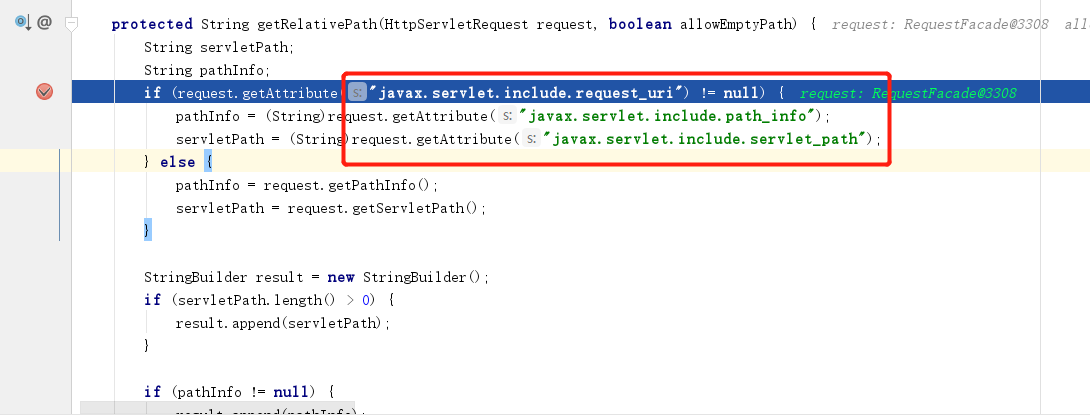 protected String getRelativePath(HttpServletRequest request, boolean allowEmptyPath) { request: RequestFacade@3308
String servletPath;
String pathInfo;
if (request.getAttribute( s: "javax.servlet.include.request_uri") != null) { request: RequestFacade@3308
pathInfo = (String)request.getAttribute( s: "javax.servlet.include.path_info");
servletPath = (String)request.getAttribute( s: "javax.servlet.include.servlet_path");
} else {
pathInfo = request.getPathInfo();
servletPath = request.getServletPath();
}
StringBuilder result = new StringBuilder();
if (servletPath.length() > 0) {
result.append(servletPath);
}
if (pathInfo != null) {
result.append(pathInfo);